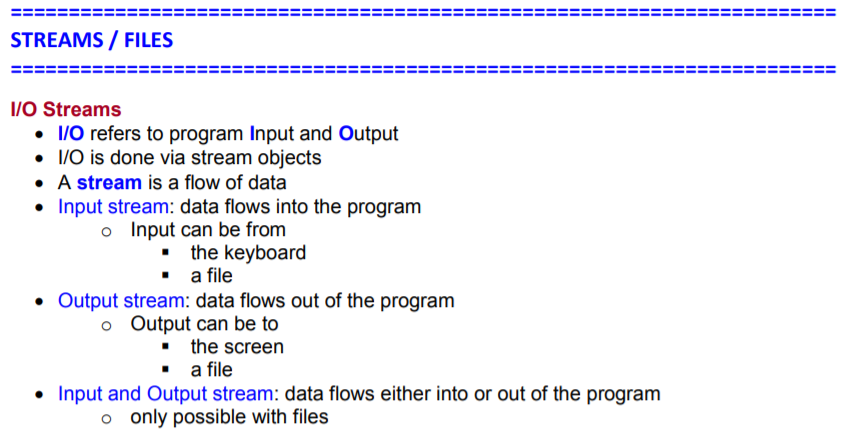 ========================================================================
STREAMS / FILES
========================================================================
I/O Streams
• I/O refers to program Input and Output
• I/O is done via stream objects
• A stream is a flow of data
• Input stream: data flows into the program
o Input can be from
▪ the keyboard
▪ a file
• Output stream: data flows out of the program
o Output can be to
▪ the screen
▪ a file
• Input and Output stream: data flows either into or out of the program
o only possible with files